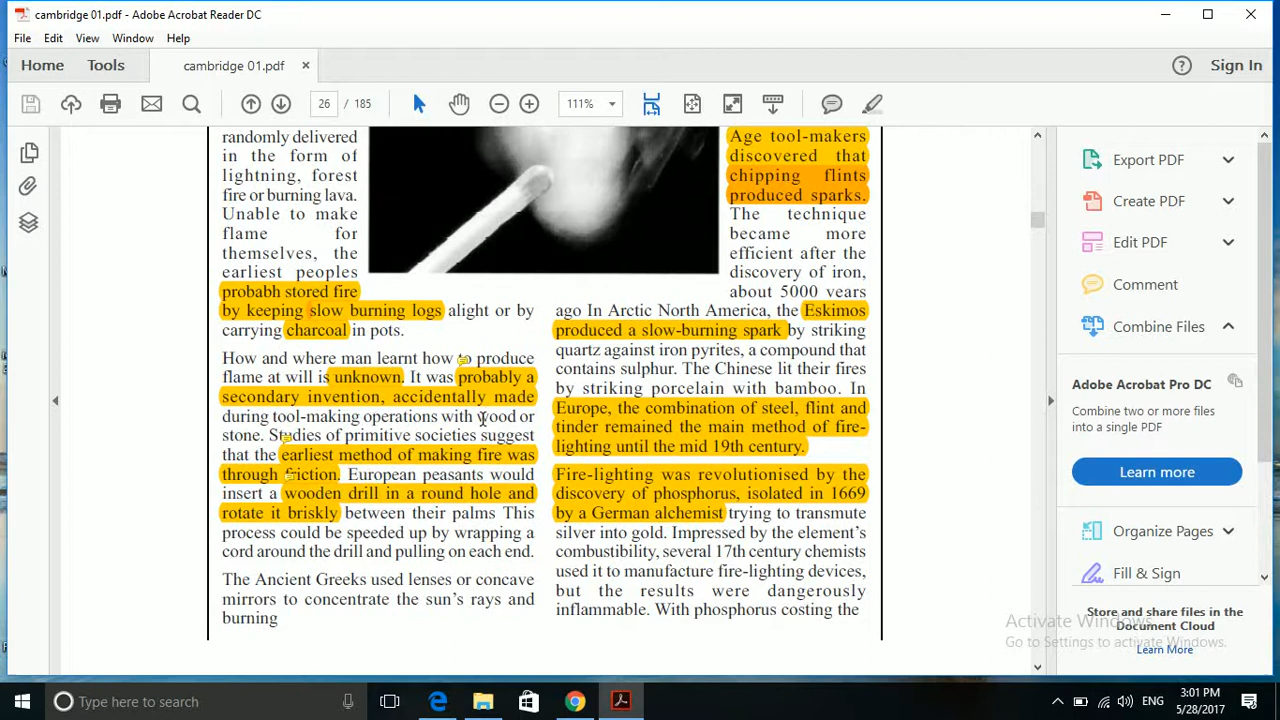 cambridge 01.pdf - Adobe Acrobat Reader DC
File Edit View Window Help
Home Tools cambridge 01.pdf × Sign In
26 / 185 111%
randomly delivered
in the form of
lightning, forest
fire or burning lava.
Unable to make
flame for
themselves, the
earliest peoples
probabh stored fire
by keeping slow burning logs alight or by
carrying charcoal in pots.
How and where man learnt how to produce
flame at will is unknown. It was probably a
secondary invention, accidentally made
during tool-making operations with wood or
stone. Studies of primitive societies suggest
that the earliest method of making fire was
through friction. European peasants would
insert a wooden drill in a round hole and
rotate it briskly between their palms This
process could be speeded up by wrapping a
cord around the drill and pulling on each end.
The Ancient Greeks used lenses or concave
mirrors to concentrate the sun's rays and
burning
Age tool-makers
discovered that
chipping flints
produced sparks.
The technique
became more
efficient after the
discovery of iron,
about 5000 years
ago In Arctic North America, the Eskimos
produced a slow-burning spark by striking
quartz against iron pyrites, a compound that
contains sulphur. The Chinese lit their fires
by striking porcelain with bamboo. In
Europe, the combination of steel, flint and
tinder remained the main method of fire-
lighting until the mid 19th century.
Fire-lighting was revolutionised by the
discovery of phosphorus, isolated in 1669
by a German alchemist trying to transmute
silver into gold. Impressed by the element's
combustibility, several 17th century chemists
used it to manufacture fire-lighting devices,
but the results were dangerously
inflammable. With phosphorus costing the
Export PDF
Create PDF
Edit PDF
Comment
Combine Files
Adobe Acrobat Pro DC
Combine two or more files
into a single PDF
Learn more
Organize Pages
Fill & Sign
Store and share files in the
Document Cloud
Learn More
Activate Windows
Go to Settings to activate Windows.
Type here to search
ENG
3:01 PM
5/28/2017